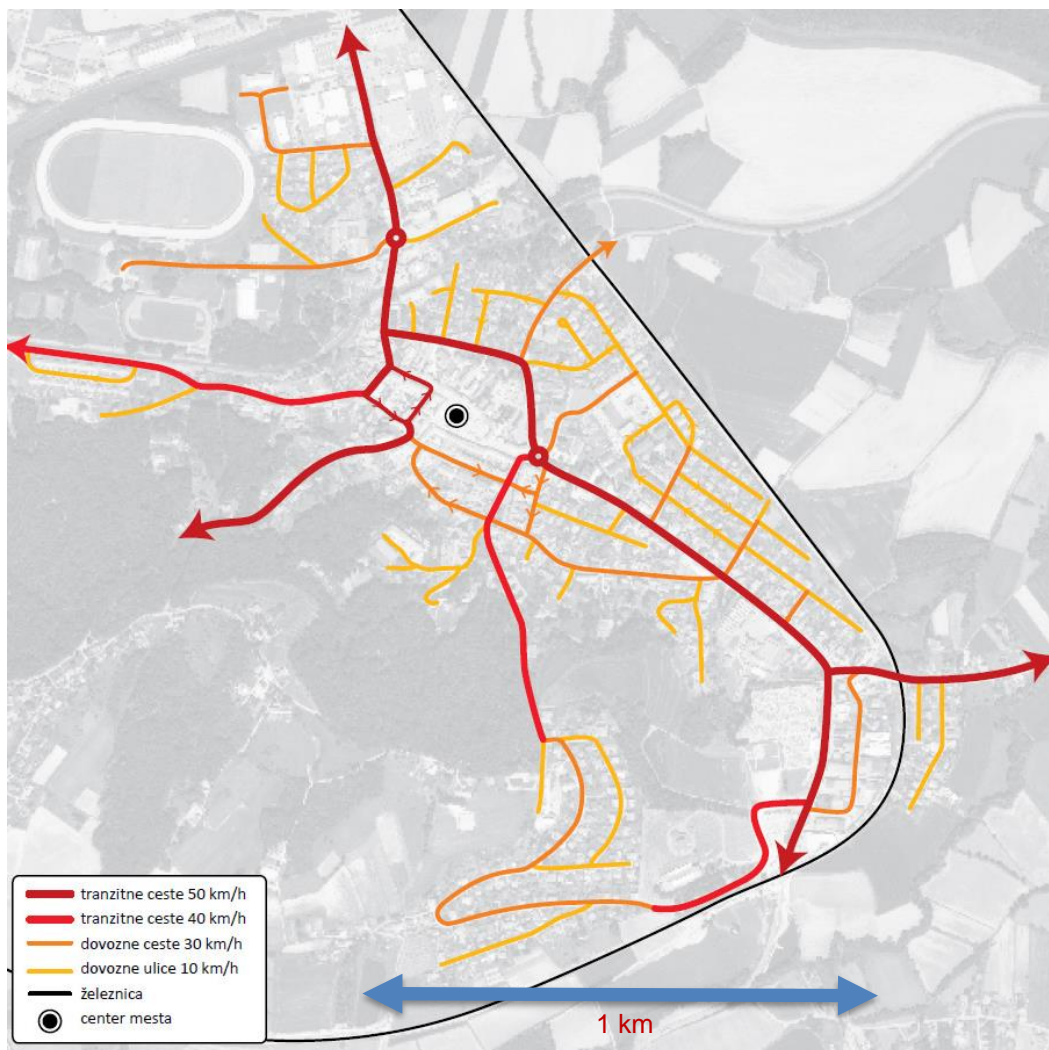 tranzitne ceste 50 km/h
tranzitne ceste 40 km/h
dovozne ceste 30 km/h
dovozne ulice 10 km/h
železnica
center mesta
1 km